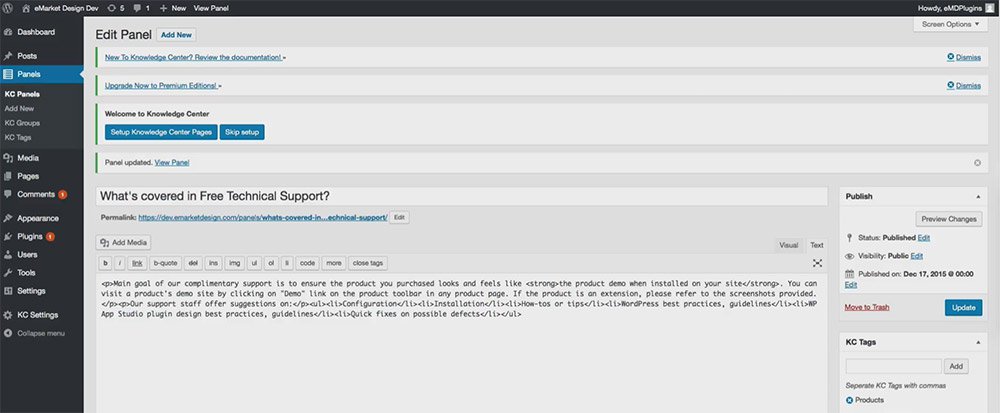 eMarket Design Dev 5 1 + New View Panel Howdy, eMDPlugins
Screen Options
Dashboard
Posts
Panels
KC Panels
Add New
KC Groups
KC Tags
Media
Pages
Comments 1
Appearance
Plugins 1
Users
Tools
Settings
KC Settings
Collapse menu
Edit Panel Add New
New To Knowledge Center? Review the documentation! » Dismiss
Upgrade Now to Premium Editions! » Dismiss
Welcome to Knowledge Center
Setup Knowledge Center Pages Skip setup
Panel updated. View Panel
What's covered in Free Technical Support?
Permalink: https://dev.emarketdesign.com/panels/whats-covered-in...echnical-support/ Edit
Add Media Visual Text
b i link b-quote del ins img ul ol li code more close tags
<p>Main goal of our complimentary support is to ensure the product you purchased looks and feels like <strong>the product demo when installed on your site</strong>. You can
visit a product's demo site by clicking on "Demo" link on the product toolbar in any product page. If the product is an extension, please refer to the screenshots provided.
</p><p>Our support staff offer suggestions on:</p><ul><li>Configuration</li><li>Installation</li><li>How-tos or tips</li><li>WordPress best practices, guidelines</li><li>WP
App Studio plugin design best practices, guidelines</li><li>Quick fixes on possible defects</li></ul>
Publish
Preview Changes
Status: Published Edit
Visibility: Public Edit
Published on: Dec 17, 2015 @ 00:00
Edit
Move to Trash Update
KC Tags
Add
Seperate KC Tags with commas
Products